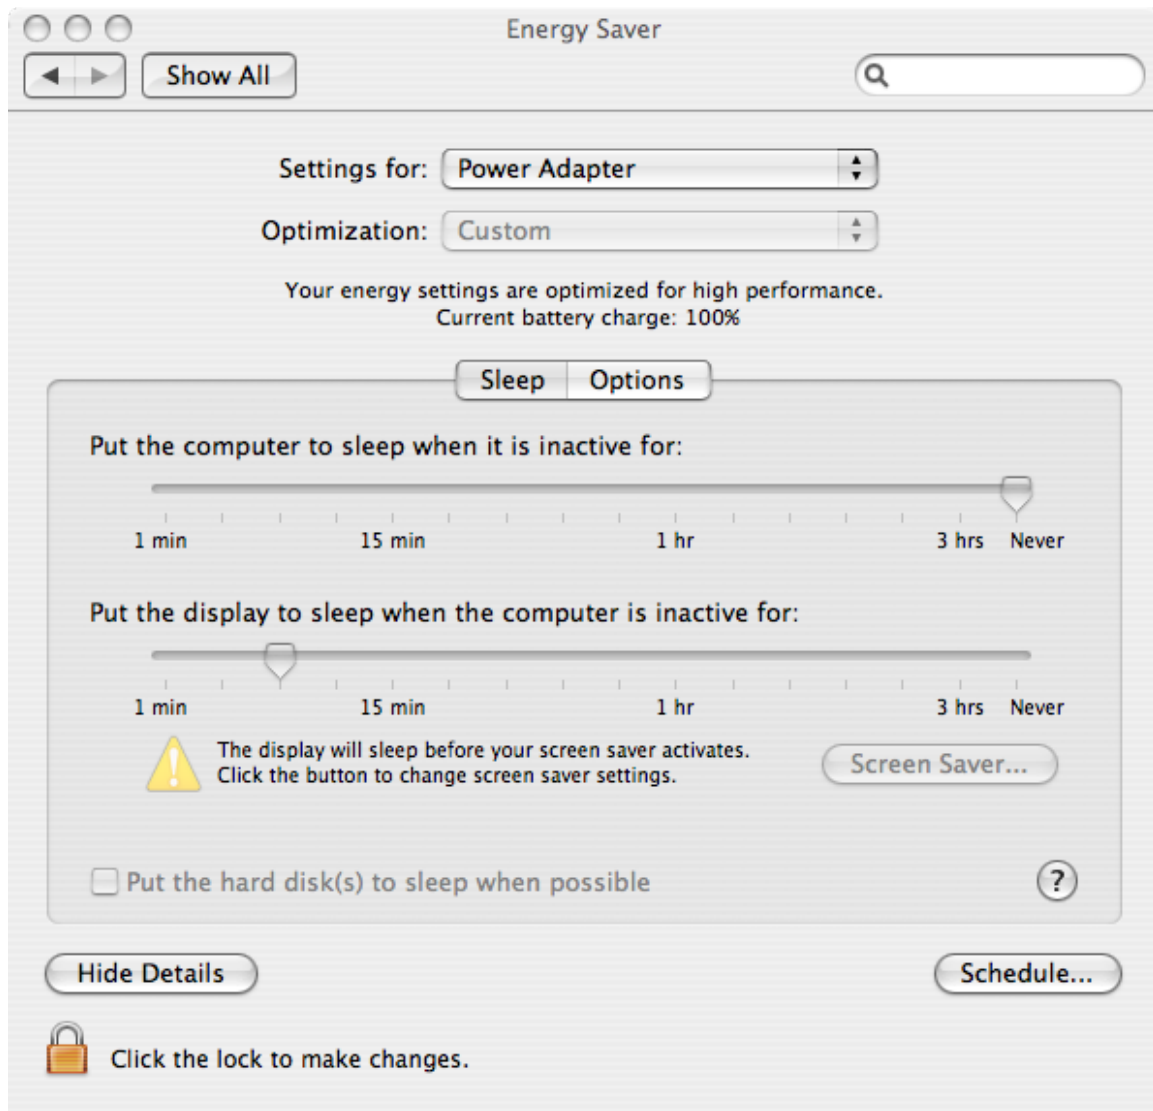 Energy Saver
Show All
Settings for: Power Adapter
Optimization: Custom
Your energy settings are optimized for high performance.
Current battery charge: 100%
Sleep Options
Put the computer to sleep when it is inactive for:
1 min 15 min 1 hr 3 hrs Never
Put the display to sleep when the computer is inactive for:
1 min 15 min 1 hr 3 hrs Never
The display will sleep before your screen saver activates.
Click the button to change screen saver settings.
Screen Saver...
Put the hard disk(s) to sleep when possible
?
Hide Details Schedule...
Click the lock to make changes.